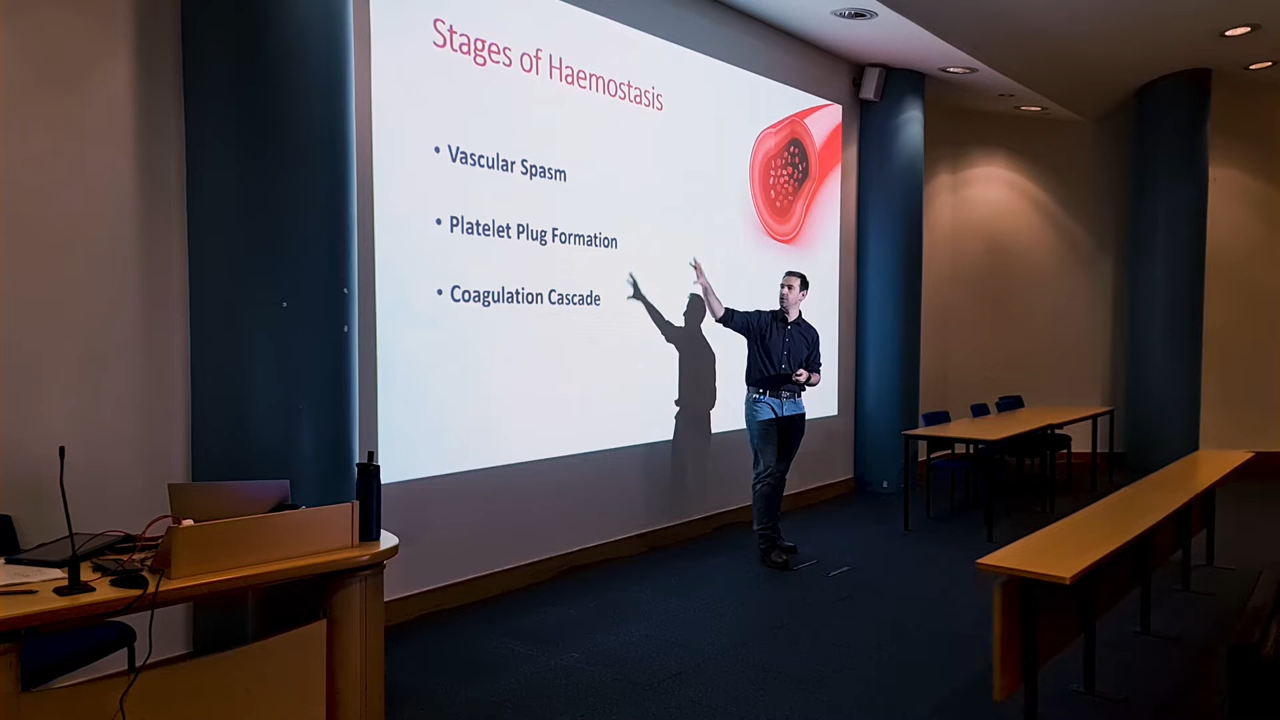 Stages of Haemostasis
• Vascular Spasm
• Platelet Plug Formation
• Coagulation Cascade